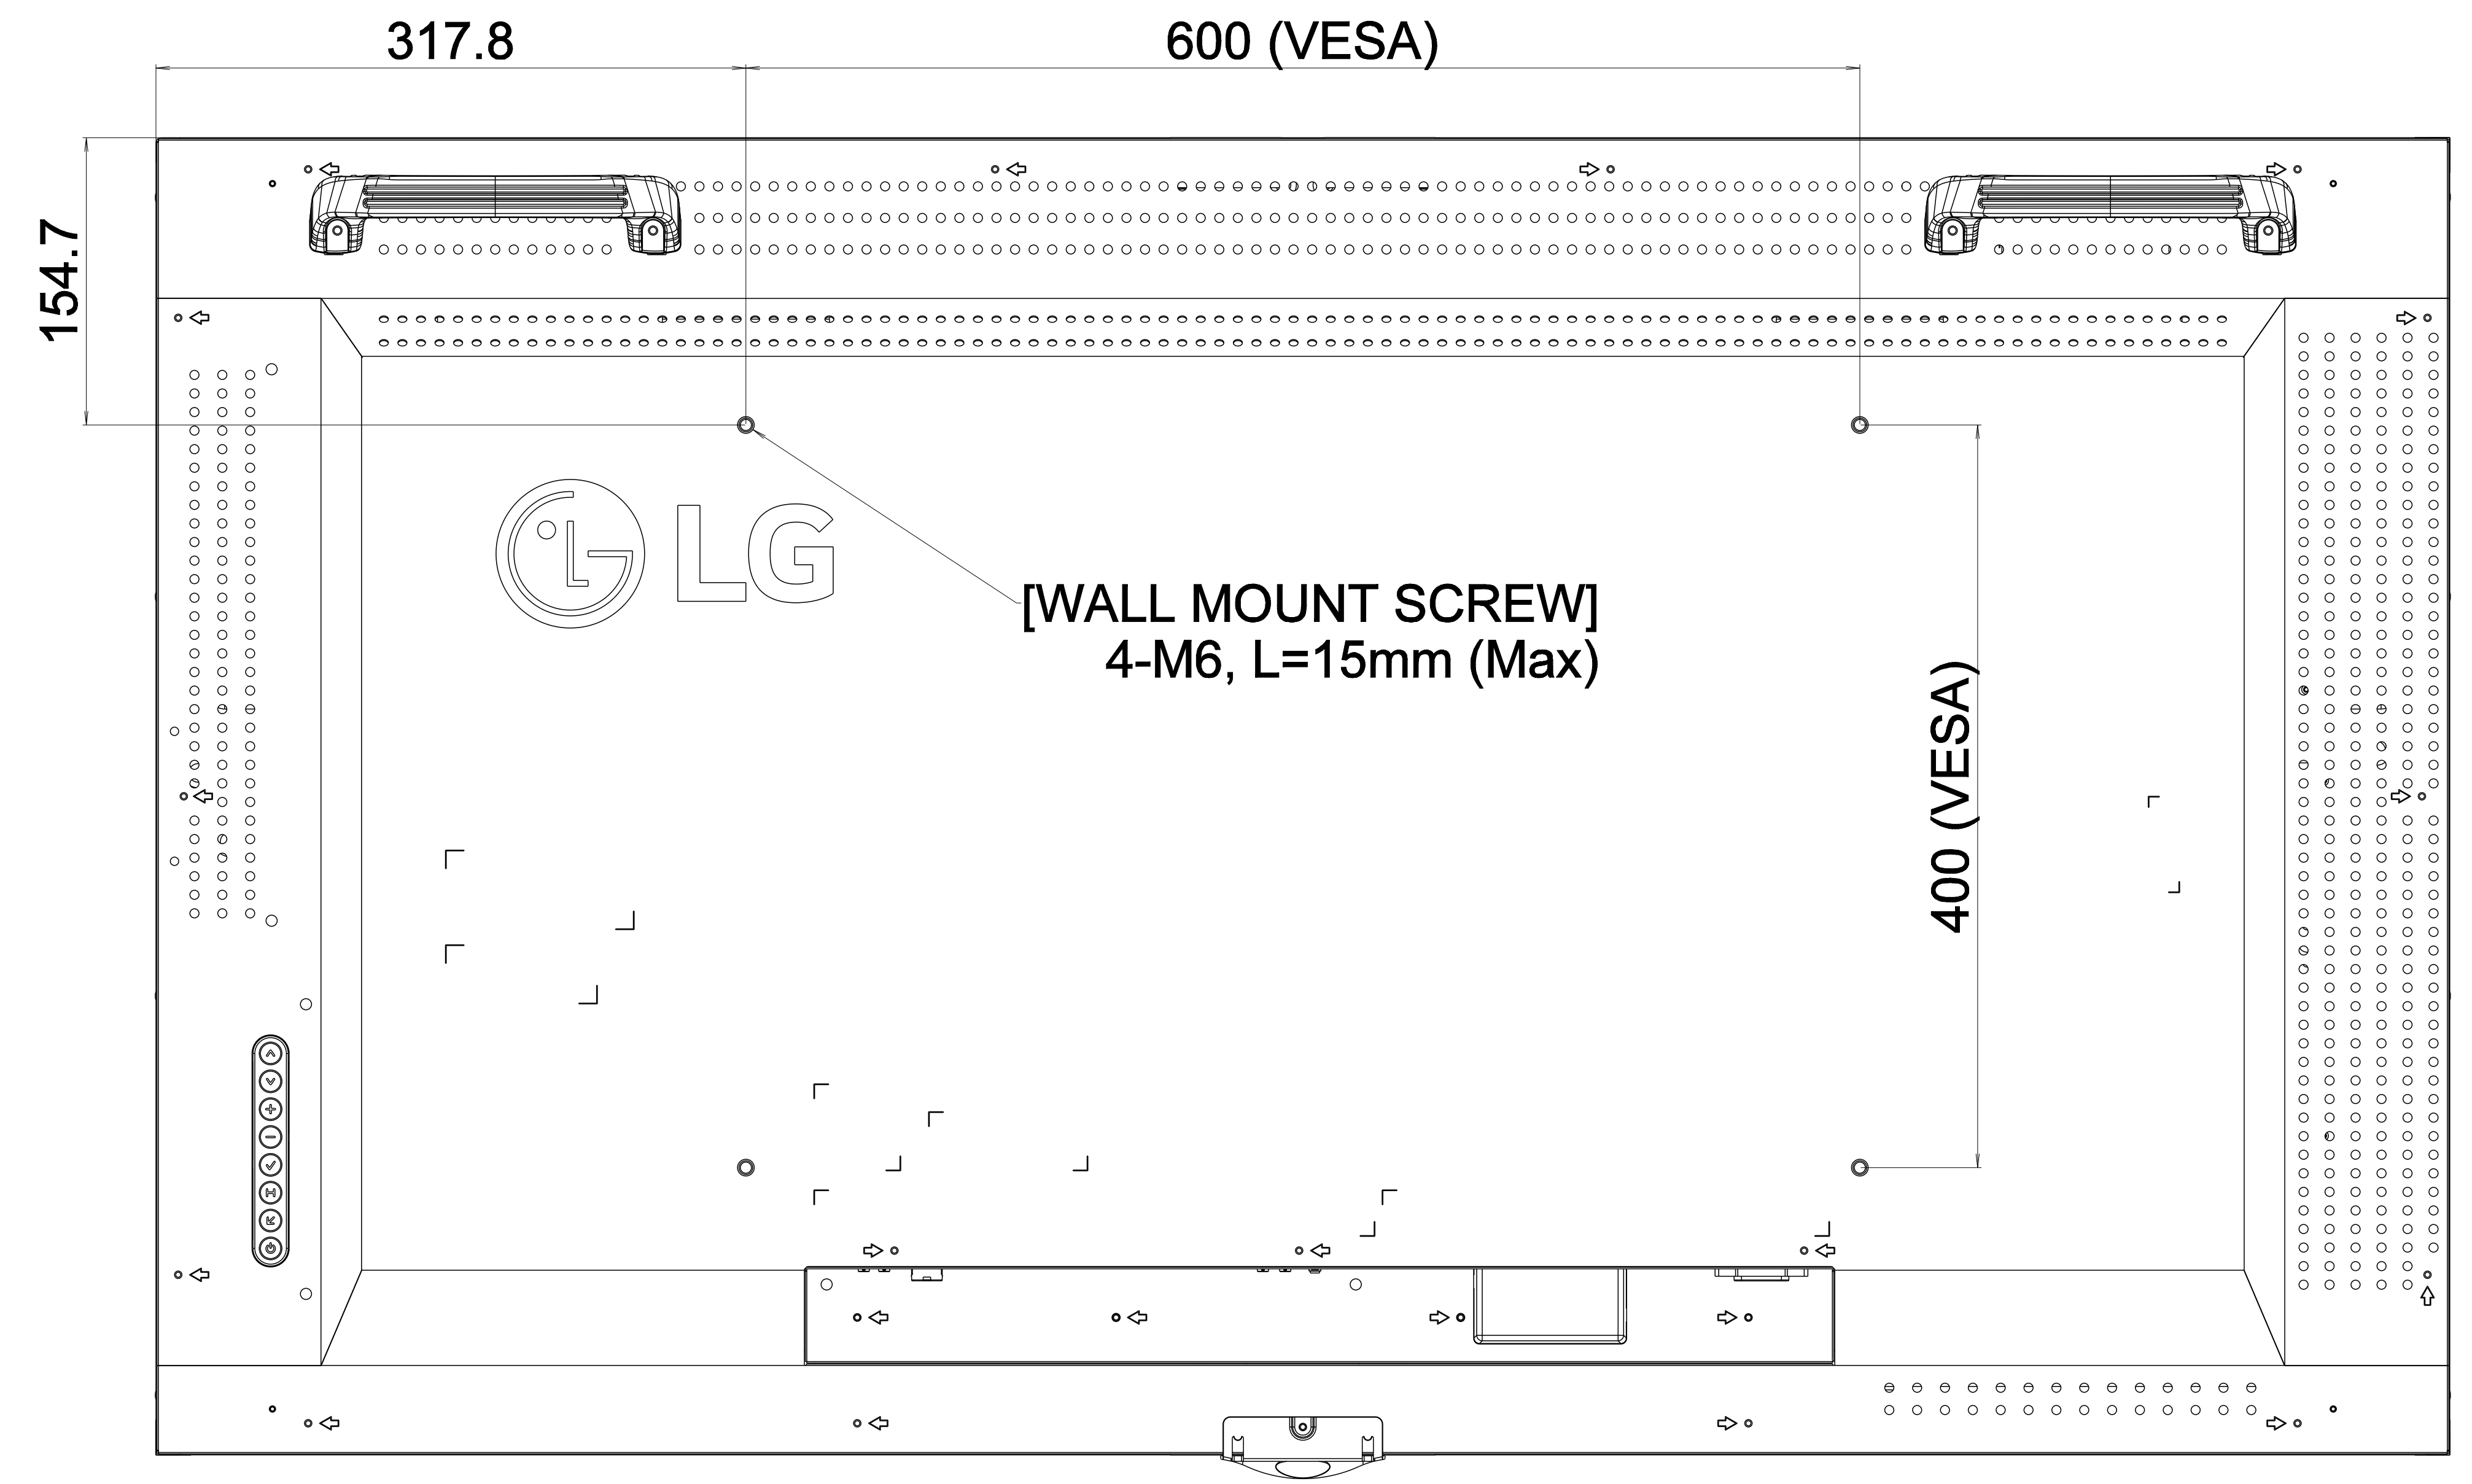 317.8
600 (VESA)
154.7
LG
[WALL MOUNT SCREW]
4-M6, L=15mm (Max)
400 (VESA)